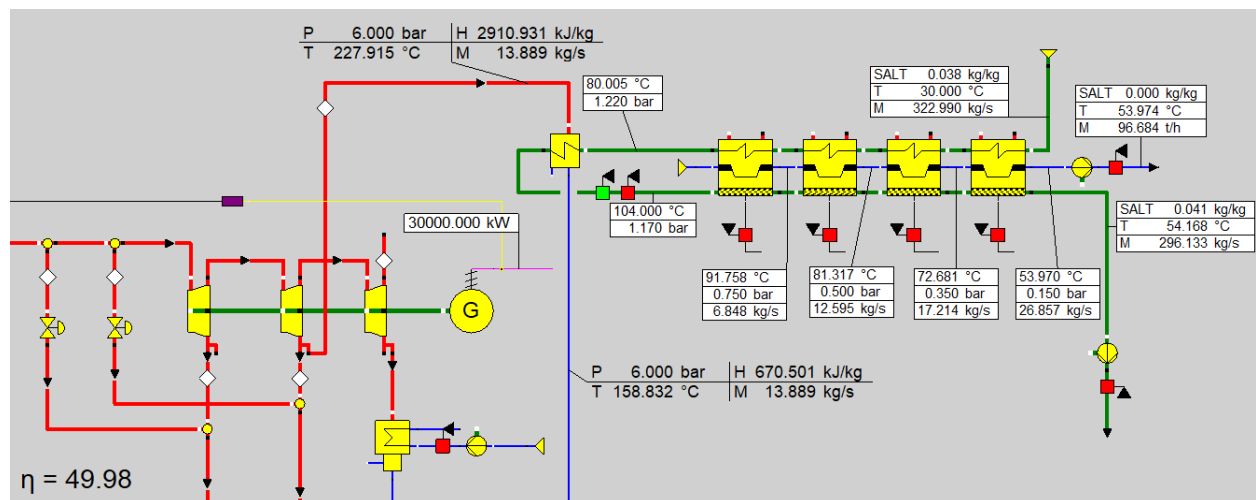 P 6.000 bar H 2910.931 kJ/kg
T 227.915 °C M 13.889 kg/s
80.005 °C
1.220 bar
SALT 0.038 kg/kg
T 30.000 °C
M 322.990 kg/s
SALT 0.000 kg/kg
T 53.974 °C
M 96.684 t/h
104.000 °C
1.170 bar
30000.000 kW
SALT 0.041 kg/kg
T 54.168 °C
M 296.133 kg/s
91.758 °C
0.750 bar
6.848 kg/s
81.317 °C
0.500 bar
12.595 kg/s
72.681 °C
0.350 bar
17.214 kg/s
53.970 °C
0.150 bar
26.857 kg/s
G
P 6.000 bar H 670.501 kJ/kg
T 158.832 °C M 13.889 kg/s
η = 49.98